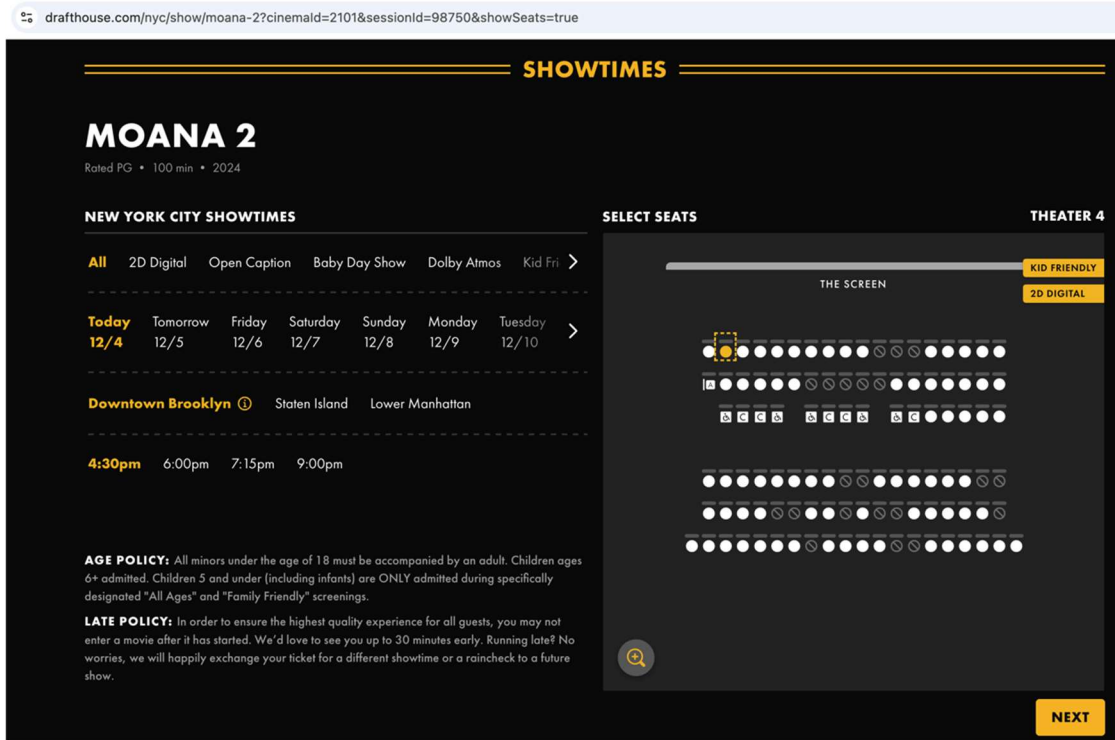 drafthouse.com/nyc/show/moana-2?cinemaId=2101&sessionId=98750&showSeats=true
SHOWTIMES
MOANA 2
Rated PG • 100 min • 2024
NEW YORK CITY SHOWTIMES
All 2D Digital Open Caption Baby Day Show Dolby Atmos Kid Fri
Today Tomorrow Friday Saturday Sunday Monday Tuesday
12/4 12/5 12/6 12/7 12/8 12/9 12/10
Downtown Brooklyn Staten Island Lower Manhattan
4:30pm 6:00pm 7:15pm 9:00pm
AGE POLICY: All minors under the age of 18 must be accompanied by an adult. Children ages
6+ admitted. Children 5 and under (including infants) are ONLY admitted during specifically
designated "All Ages" and "Family Friendly" screenings.
LATE POLICY: In order to ensure the highest quality experience for all guests, you may not
enter a movie after it has started. We'd love to see you up to 30 minutes early. Running late? No
worries, we will happily exchange your ticket for a different showtime or a raincheck to a future
show.
SELECT SEATS THEATER 4
KID FRIENDLY
THE SCREEN
2D DIGITAL
A
C C C C C
NEXT